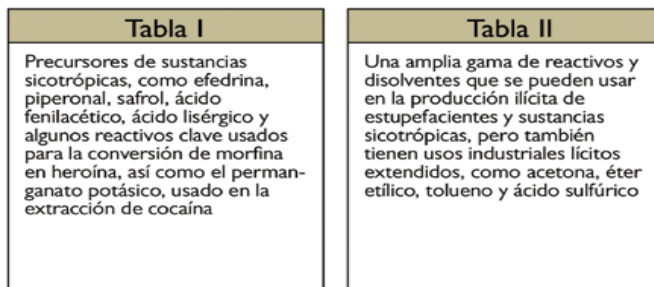 Tabla I
Precursores de sustancias
sicotrópicas, como efedrina,
piperonal, safrol, ácido
fenilacético, ácido lisérgico y
algunos reactivos clave usados
para la conversión de morfina
en heroína, así como el perman-
ganato potásico, usado en la
extracción de cocaína
Tabla II
Una amplia gama de reactivos y
disolventes que se pueden usar
en la producción ilícita de
estupefacientes y sustancias
sicotrópicas, pero también
tienen usos industriales lícitos
extendidos, como acetona, éter
etílico, tolueno y ácido sulfúrico